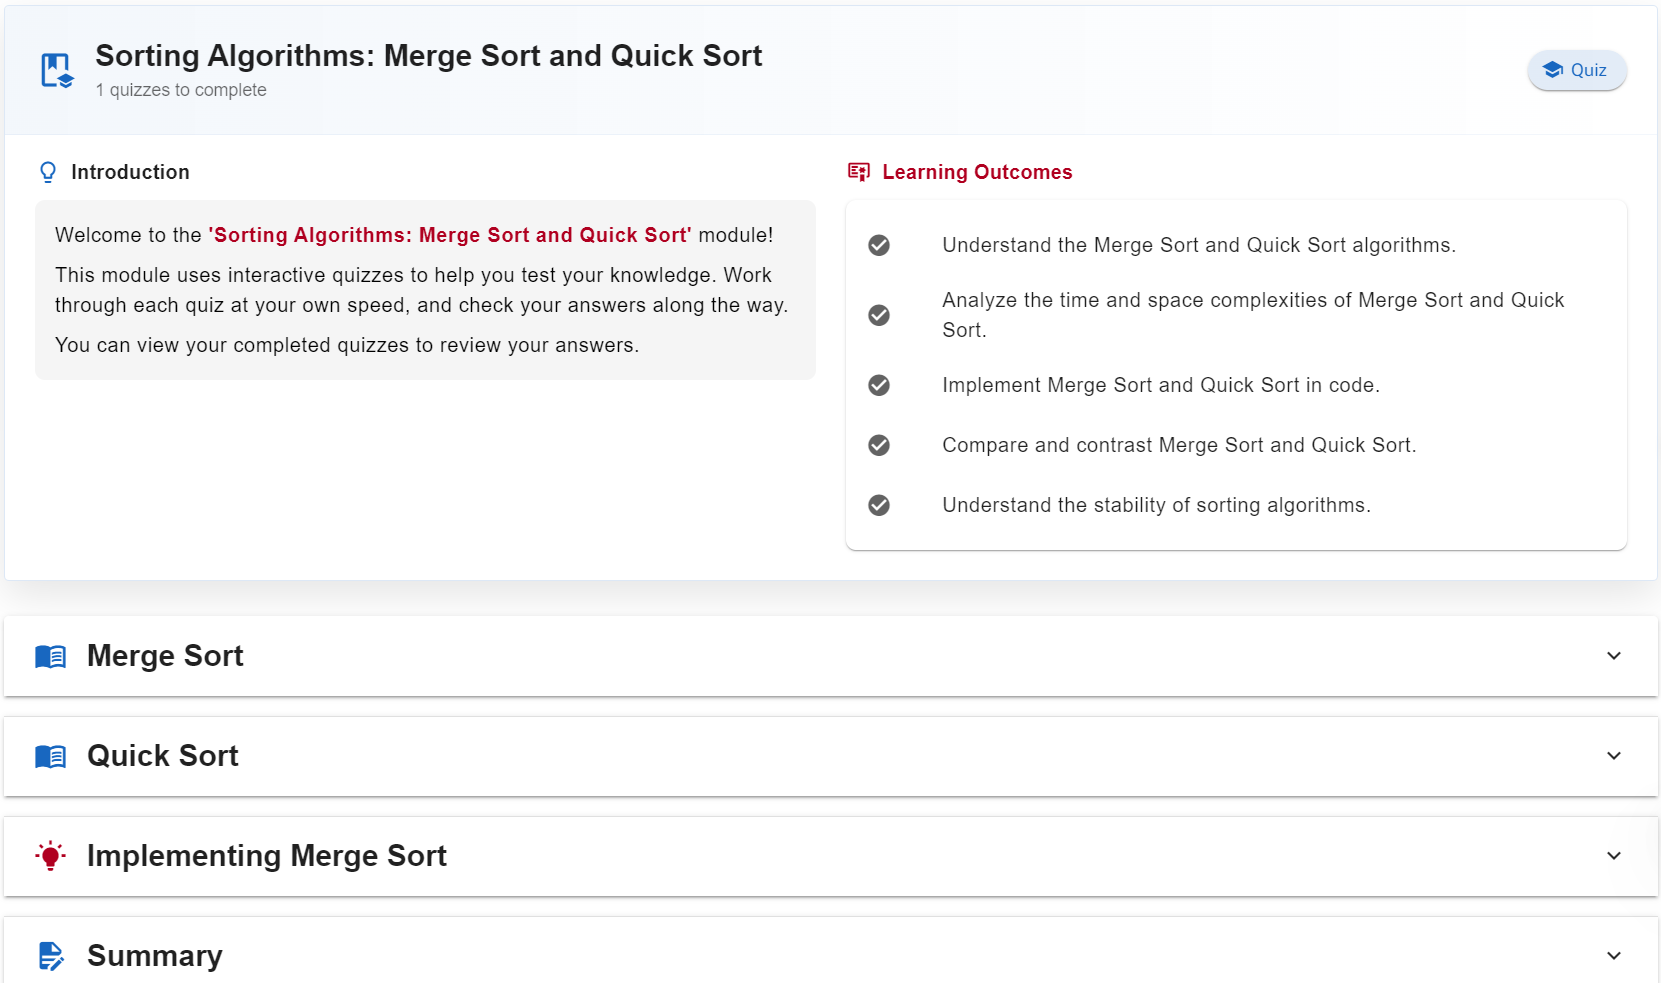 Sorting Algorithms: Merge Sort and Quick Sort
1 quizzes to complete
Quiz
Introduction
Welcome to the 'Sorting Algorithms: Merge Sort and Quick Sort' module!
This module uses interactive quizzes to help you test your knowledge. Work
through each quiz at your own speed, and check your answers along the way.
You can view your completed quizzes to review your answers.
Learning Outcomes
Understand the Merge Sort and Quick Sort algorithms.
Analyze the time and space complexities of Merge Sort and Quick
Sort.
Implement Merge Sort and Quick Sort in code.
Compare and contrast Merge Sort and Quick Sort.
Understand the stability of sorting algorithms.
Merge Sort
Quick Sort
Implementing Merge Sort
Summary